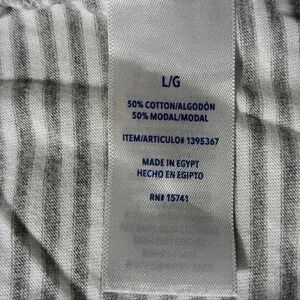 L/G
50% COTTON/ALGODÓN
50% MODAL/MODAL
ITEM/ARTICULO# 1395367
MADE IN EGYPT
HECHO EN EGIPTO
RN# 15741